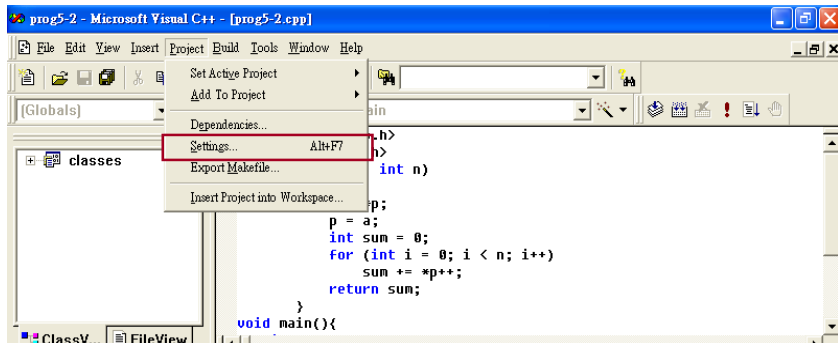 prog5-2 - Microsoft Visual C++ - [prog5-2.cpp]
File Edit View Insert Project Build Tools Window Help
Set Active Project
Add To Project
[Globals]
ain
Dependencies...
Settings... Alt+F7
Export Makefile...
Insert Project into Workspace...
classes
.h>
h>
int n)
*p;
p = a;
int sum = 0;
for (int i = 0; i < n; i++)
sum += *p++;
return sum;
}
void main(){
ClassV... FileView